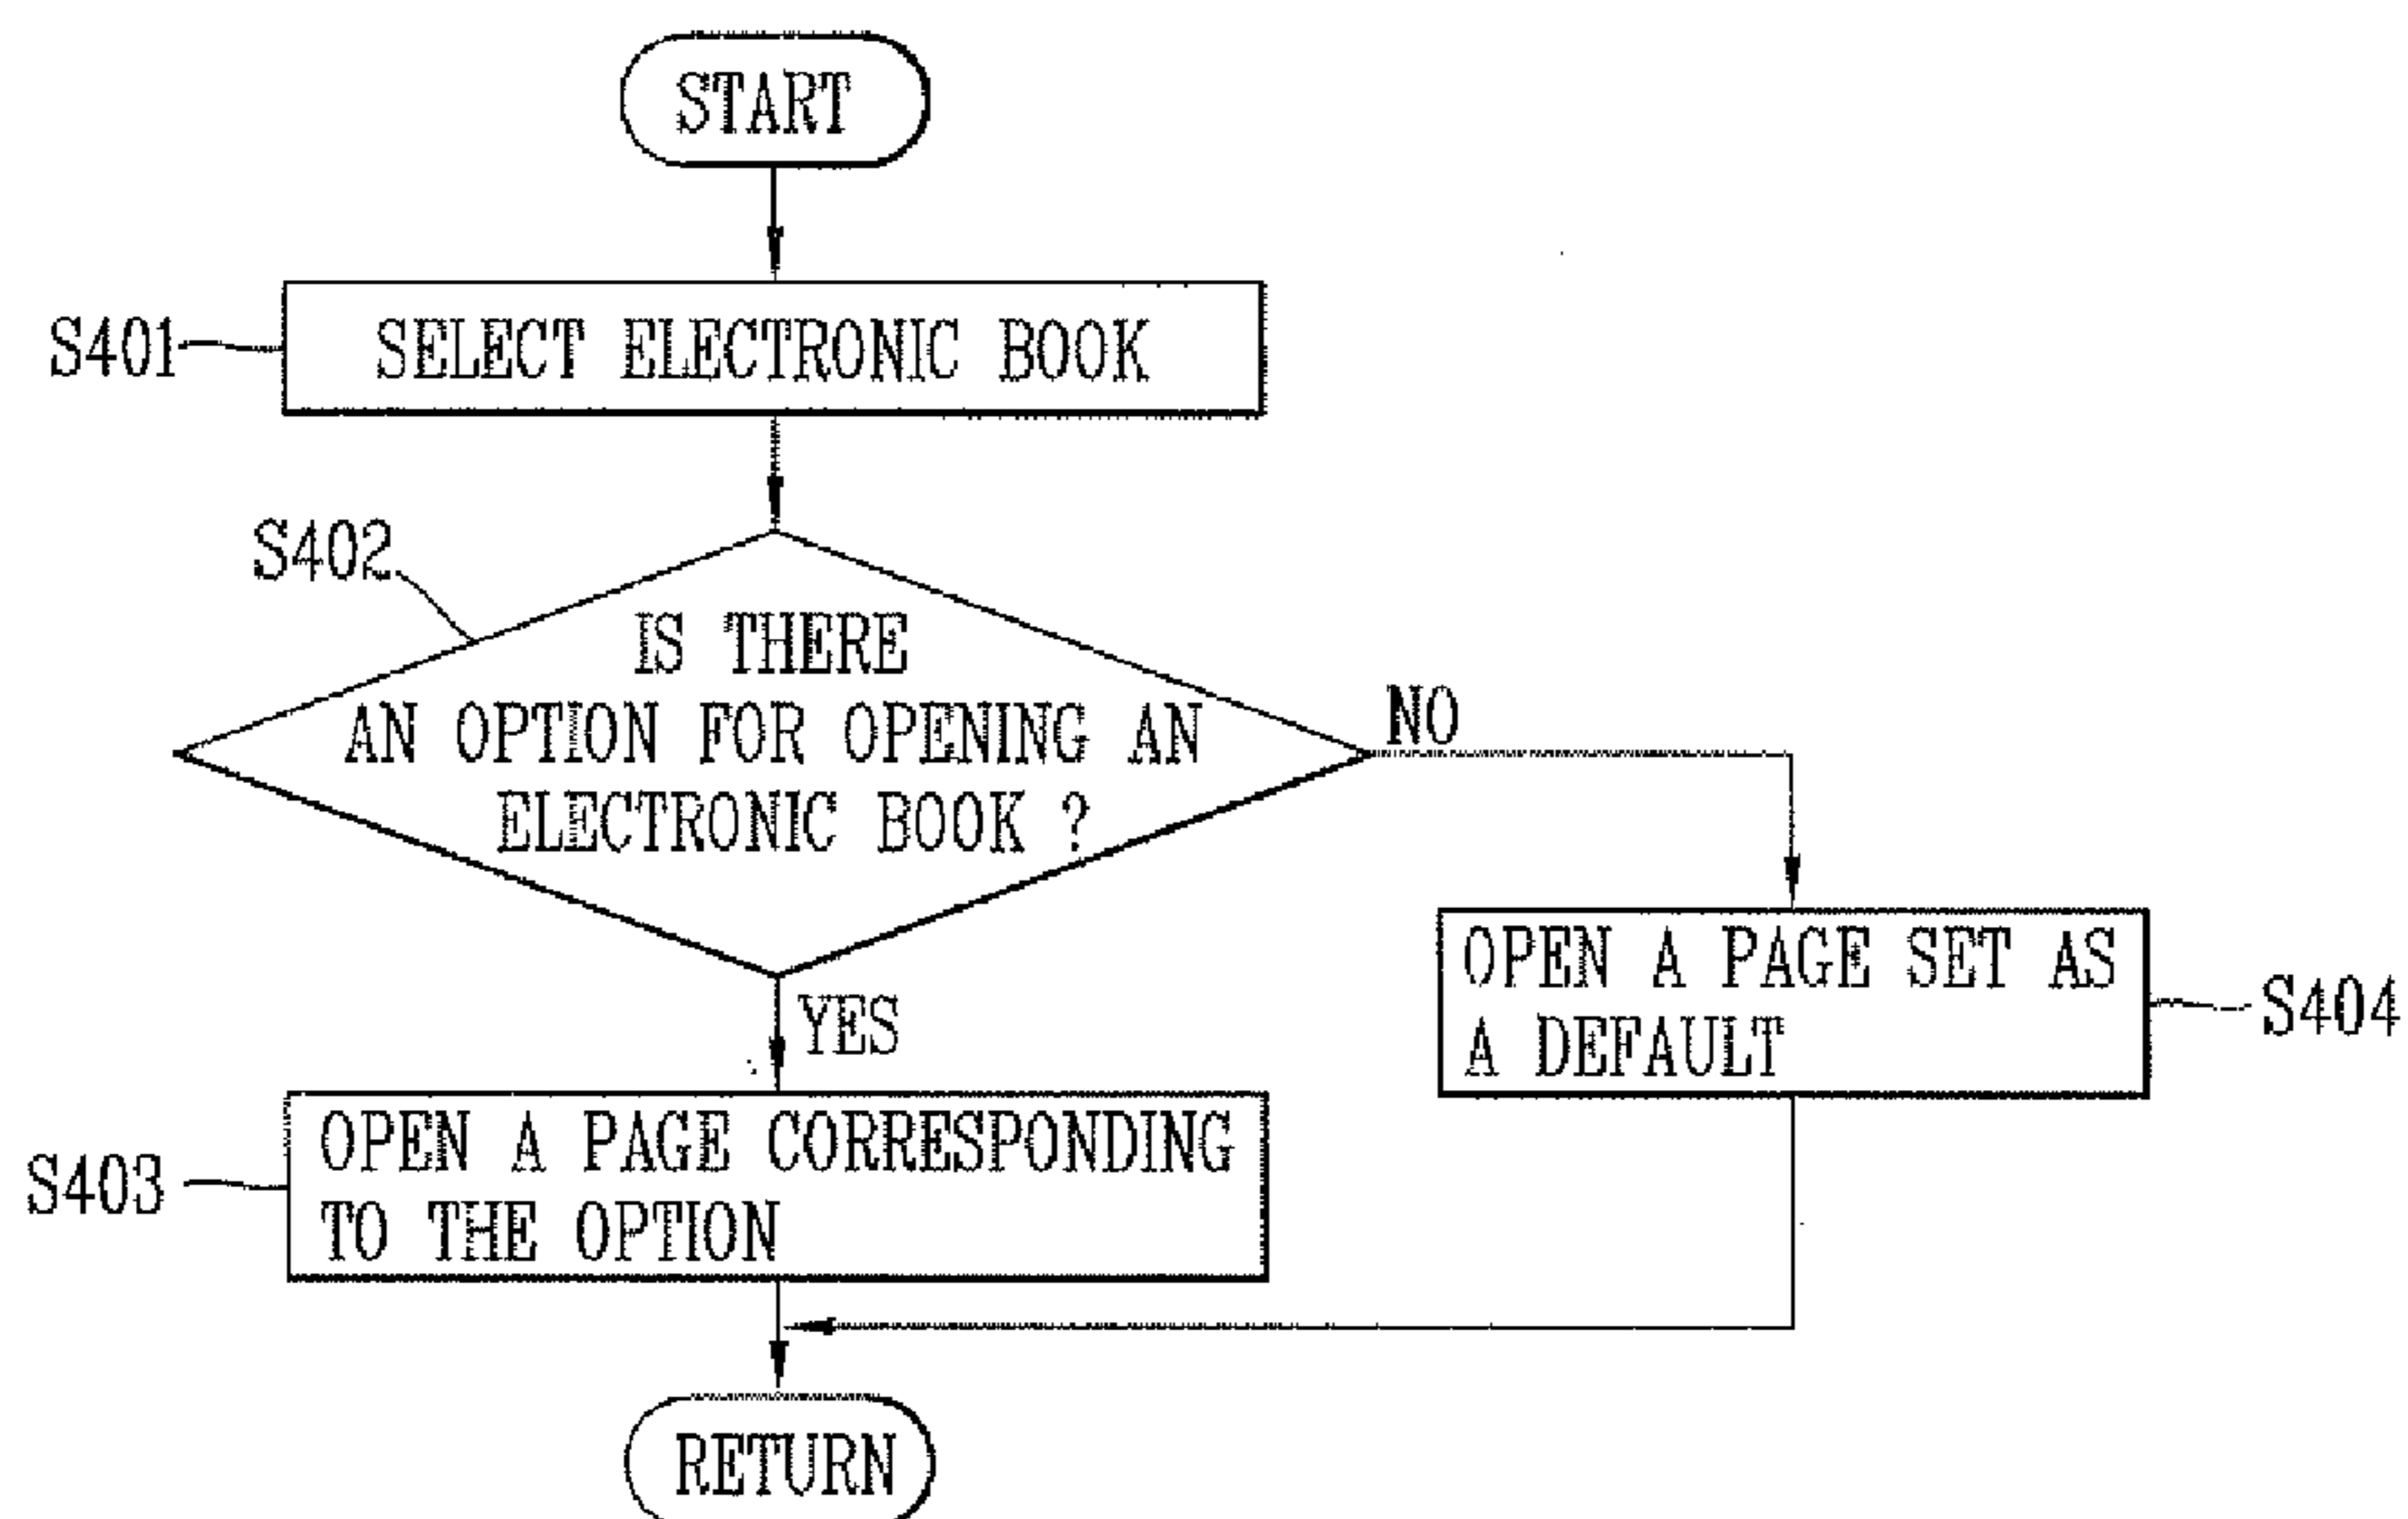 START
S401
SELECT ELECTRONIC BOOK
S402
IS THERE
AN OPTION FOR OPENING AN
ELECTRONIC BOOK ?
NO
YES
OPEN A PAGE SET AS
A DEFAULT
S404
S403
OPEN A PAGE CORRESPONDING
TO THE OPTION
RETURN